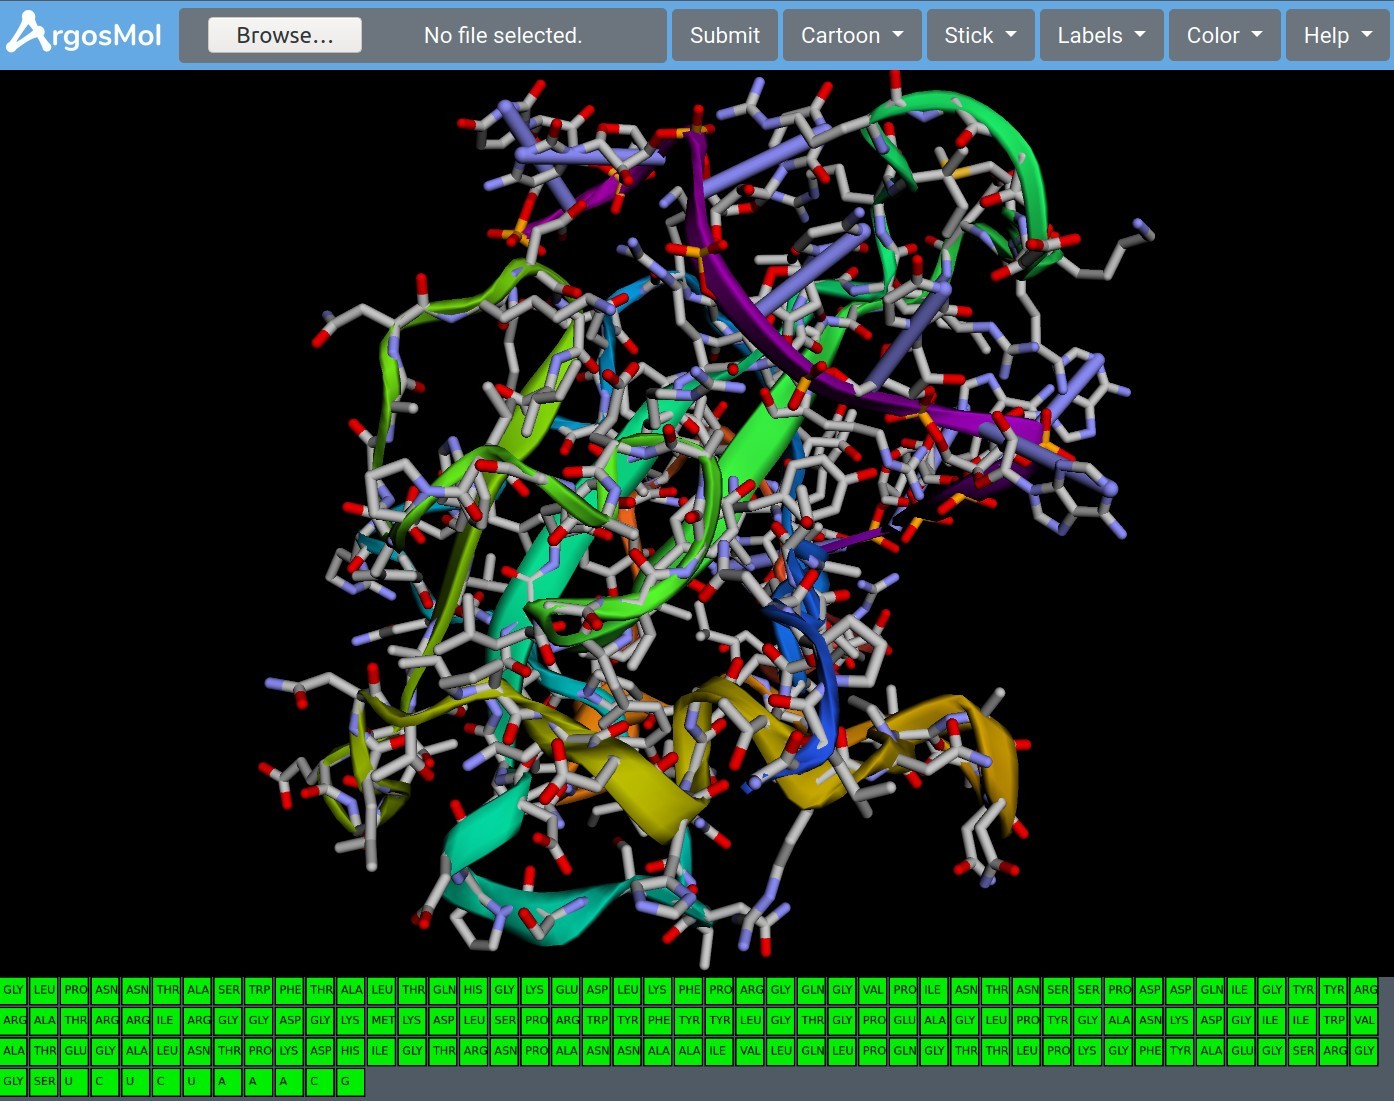 ArgosMol Browse... No file selected. Submit Cartoon Stick Labels Color Help
GLY LEU PRO ASN ASN THR ALA SER TRP PHE THR ALA LEU THR GLN HIS GLY LYS GLU ASP LEU LYS PHE PRO ARG GLY GLN GLY VAL PRO ILE ASN THR ASN SER SER PRO ASP ASP GLN ILE GLY TYR TYR ARG
ARG ALA THR ARG ARG ILE ARG GLY GLY ASP GLY LYS MET LYS ASP LEU SER PRO ARG TRP TYR PHE TYR TYR LEU GLY THR GLY PRO GLU ALA GLY LEU PRO TYR GLY ALA ASN LYS ASP GLY ILE ILE TRP VAL
ALA THR GLU GLY ALA LEU ASN THR PRO LYS ASP HIS ILE GLY THR ARG ASN PRO ALA ASN ASN ALA ALA ILE VAL LEU GLN LEU PRO GLN GLY THR THR LEU PRO LYS GLY PHE TYR ALA GLU GLY SER ARG GLY
GLY SER U C U C U A A A C G